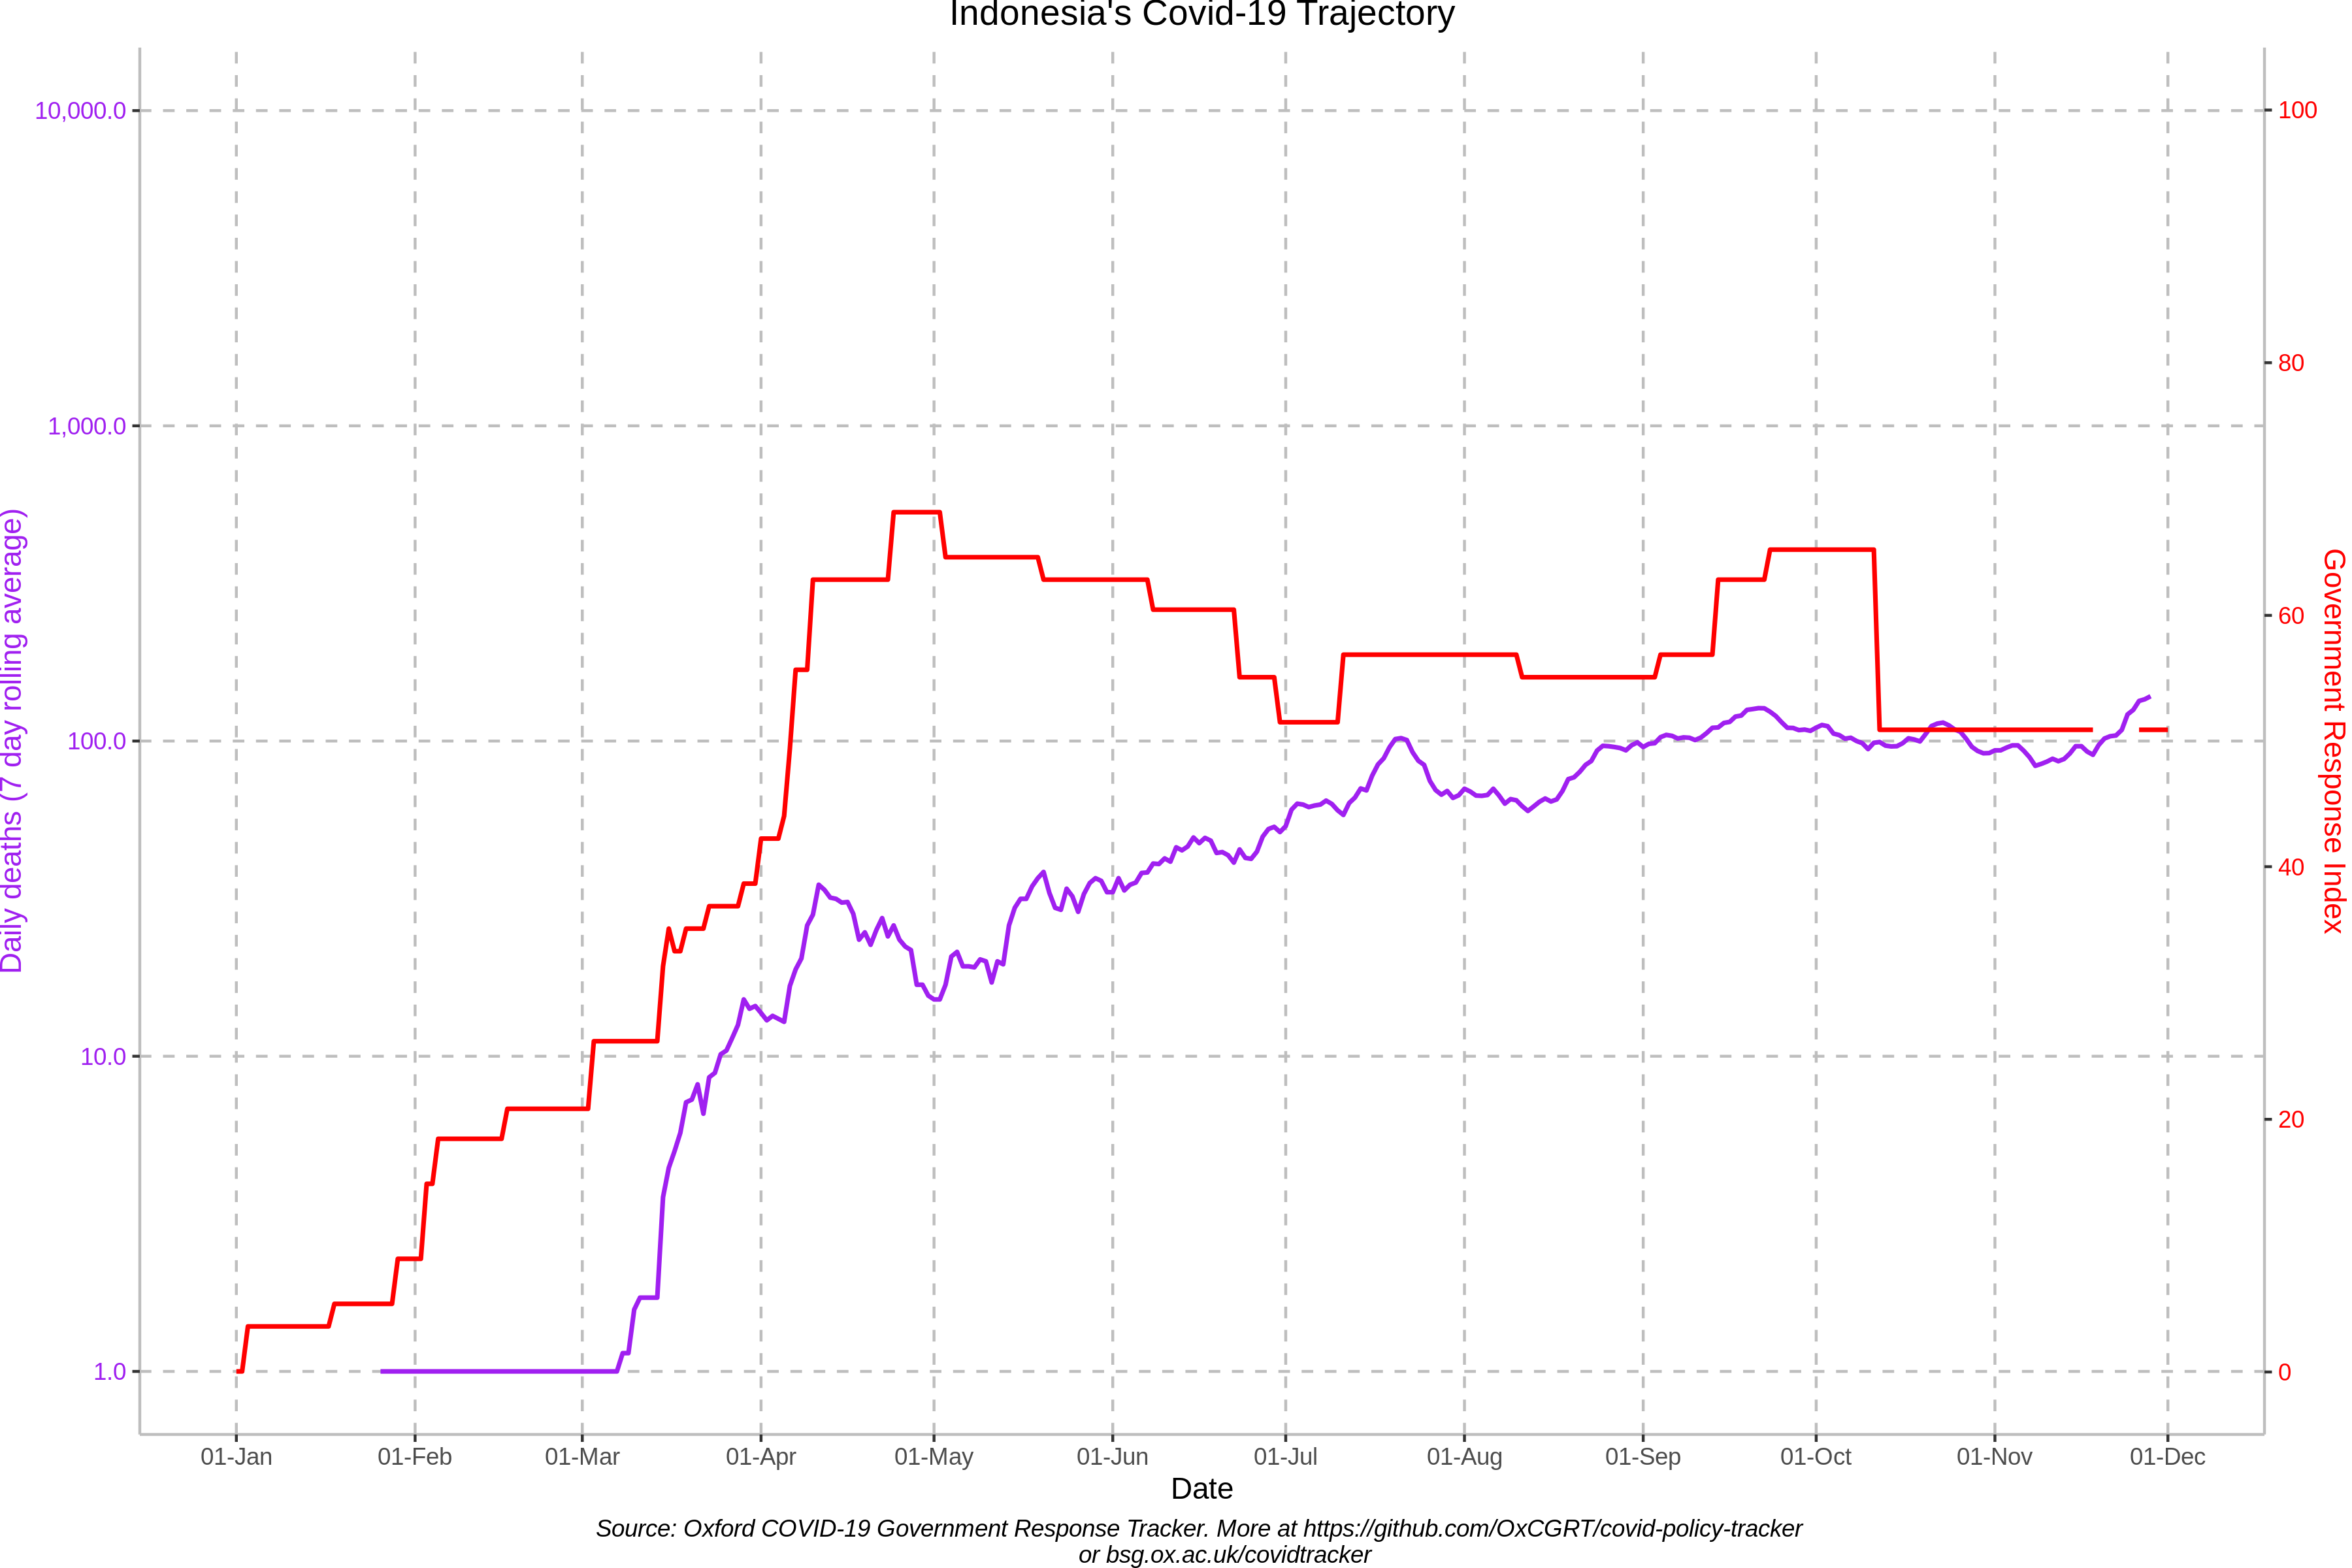 Indonesia's Covid-19 Trajectory
10,000.0
1,000.0
100.0
10.0
1.0
Daily deaths (7 day rolling average)
100
80
60
40
20
0
Government Response Index
01-Jan 01-Feb 01-Mar 01-Apr 01-May 01-Jun 01-Jul 01-Aug 01-Sep 01-Oct 01-Nov 01-Dec
Date
Source: Oxford COVID-19 Government Response Tracker. More at https://github.com/OxCGRT/covid-policy-tracker
or bsg.ox.ac.uk/covidtracker